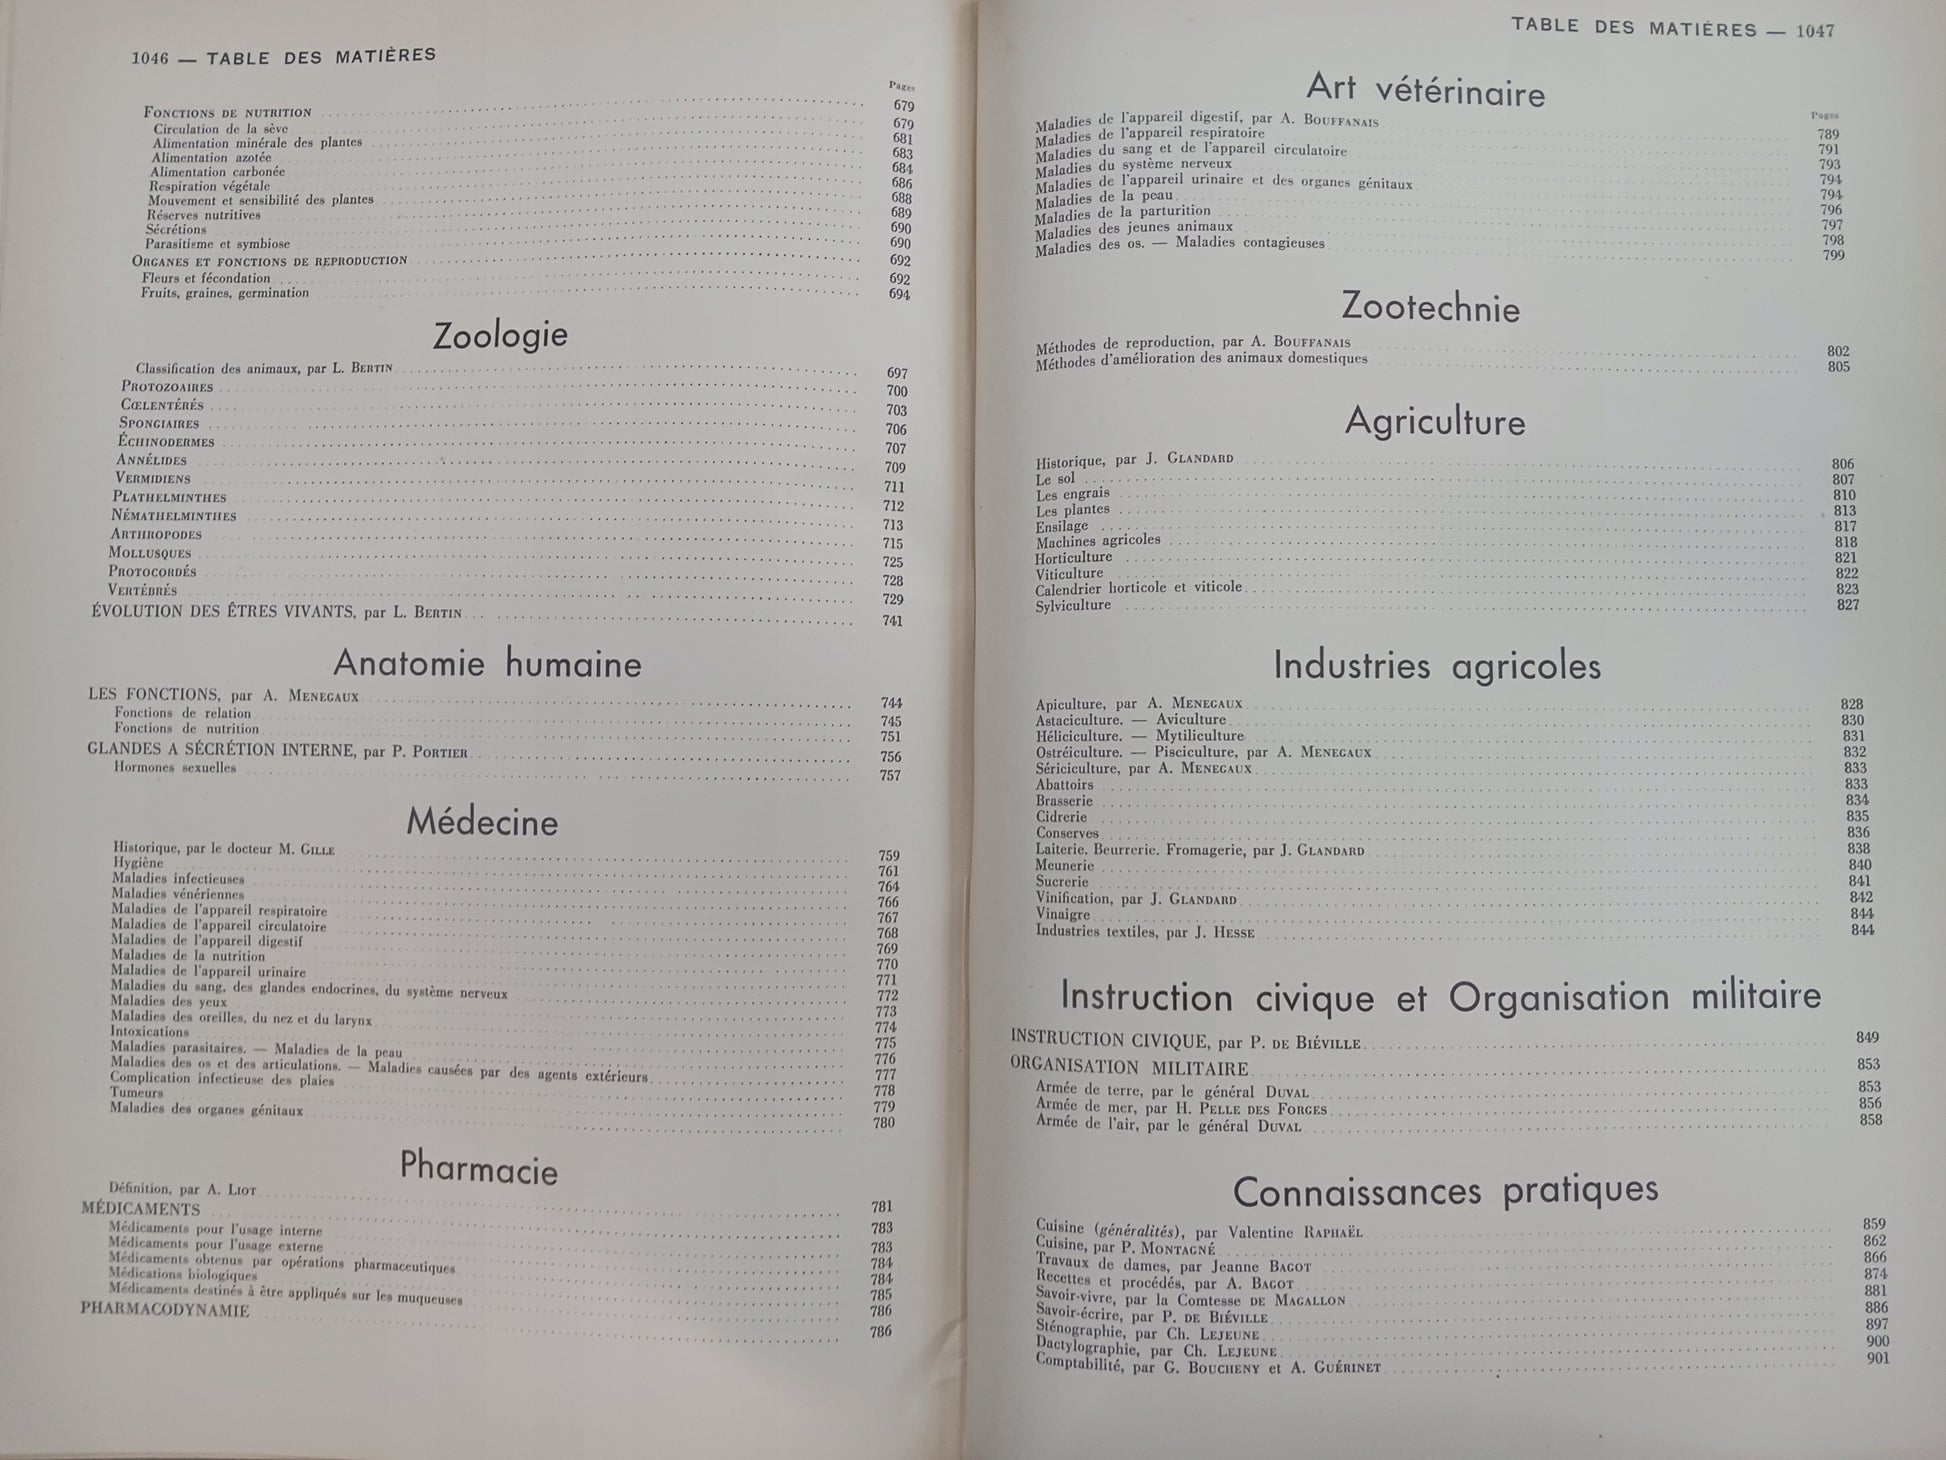 1046 — TABLE DES MATIÈRES
Pages
FONCTIONS DE NUTRITION 679
Circulation de la sève 679
Alimentation minérale des plantes 681
Alimentation azotée 683
Alimentation carbonée 684
Respiration végétale 686
Mouvement et sensibilité des plantes 688
Réserves nutritives 689
Sécrétions 690
Parasitisme et symbiose 690
ORGANES ET FONCTIONS DE REPRODUCTION 692
Fleurs et fécondation 692
Fruits, graines, germination 694
Zoologie
Classification des animaux, par L. BERTIN 697
PROTOZOAIRES 700
CŒLENTÉRÉS 703
SPONGIAIRES 706
ÉCHINODERMES 707
ANNÉLIDES 709
VERMIDIENS 711
PLATHELMINTHES 712
NÉMATHELMINTHES 713
ARTHROPODES 715
MOLLUSQUES 725
PROTOCORDÉS 728
VERTÉBRÉS 729
ÉVOLUTION DES ÊTRES VIVANTS, par L. BERTIN 741
Anatomie humaine
LES FONCTIONS, par A. MENEGAUX 744
Fonctions de relation 745
Fonctions de nutrition 751
GLANDES A SÉCRÉTION INTERNE, par P. PORTIER 756
Hormones sexuelles 757
Médecine
Historique, par le docteur M. GILLE 759
Hygiène 761
Maladies infectieuses 764
Maladies vénériennes 766
Maladies de l'appareil respiratoire 767
Maladies de l'appareil circulatoire 768
Maladies de l'appareil digestif 769
Maladies de la nutrition 770
Maladies de l'appareil urinaire 771
Maladies du sang, des glandes endocrines, du système nerveux 772
Maladies des yeux 773
Maladies des oreilles, du nez et du larynx 774
Intoxications 775
Maladies parasitaires. — Maladies de la peau 776
Maladies des os et des articulations. — Maladies causées par des agents extérieurs 777
Complication infectieuse des plaies 778
Tumeurs 779
Maladies des organes génitaux 780
Pharmacie
Définition, par A. LIOT 781
MÉDICAMENTS 783
Médicaments pour l'usage interne 783
Médicaments pour l'usage externe 784
Médicaments obtenus par opérations pharmaceutiques 784
Médications biologiques 785
Médicaments destinés à être appliqués sur les muqueuses 786
PHARMACODYNAMIE 786
TABLE DES MATIÈRES — 1047
Art vétérinaire
Pages
Maladies de l'appareil digestif, par A. BOUFFANAIS 789
Maladies de l'appareil respiratoire 791
Maladies du sang et de l'appareil circulatoire 793
Maladies du système nerveux 794
Maladies de l'appareil urinaire et des organes génitaux 794
Maladies de la peau 796
Maladies de la parturition 797
Maladies des jeunes animaux 798
Maladies des os. — Maladies contagieuses 799
Zootechnie
Méthodes de reproduction, par A. BOUFFANAIS 802
Méthodes d'amélioration des animaux domestiques 805
Agriculture
Historique, par J. GLANDARD 806
Le sol 807
Les engrais 810
Les plantes 813
Ensilage 817
Machines agricoles 818
Horticulture 821
Viticulture 822
Calendrier horticole et viticole 823
Sylviculture 827
Industries agricoles
Apiculture, par A. MENEGAUX 828
Astaciculture. — Aviculture 830
Héliciculture. — Mytiliculture 831
Ostréiculture. — Pisciculture, par A. MENEGAUX 832
Sériciculture, par A. MENEGAUX 833
Abattoirs 833
Brasserie 834
Cidrerie 835
Conserves 836
Laiterie. Beurrerie. Fromagerie, par J. GLANDARD 838
Meunerie 840
Sucrerie 841
Vinification, par J. GLANDARD 842
Vinaigre 844
Industries textiles, par J. HESSE 844
Instruction civique et Organisation militaire
INSTRUCTION CIVIQUE, par P. DE BIÉVILLE 849
ORGANISATION MILITAIRE 853
Armée de terre, par le général DUVAL 853
Armée de mer, par H. PELLE DES FORGES 856
Armée de l'air, par le général DUVAL 858
Connaissances pratiques
Cuisine (généralités), par Valentine RAPHAËL 859
Cuisine, par P. MONTAGNÉ 862
Travaux de dames, par Jeanne BAGOT 866
Recettes et procédés, par A. BAGOT 874
Savoir-vivre, par la Comtesse DE MAGALLON 881
Savoir-écrire, par P. DE BIÉVILLE 886
Sténographie, par Ch. LEJEUNE 897
Dactylographie, par Ch. LEJEUNE 900
Comptabilité, par G. BOUCHENY et A. GUÉRINET 901